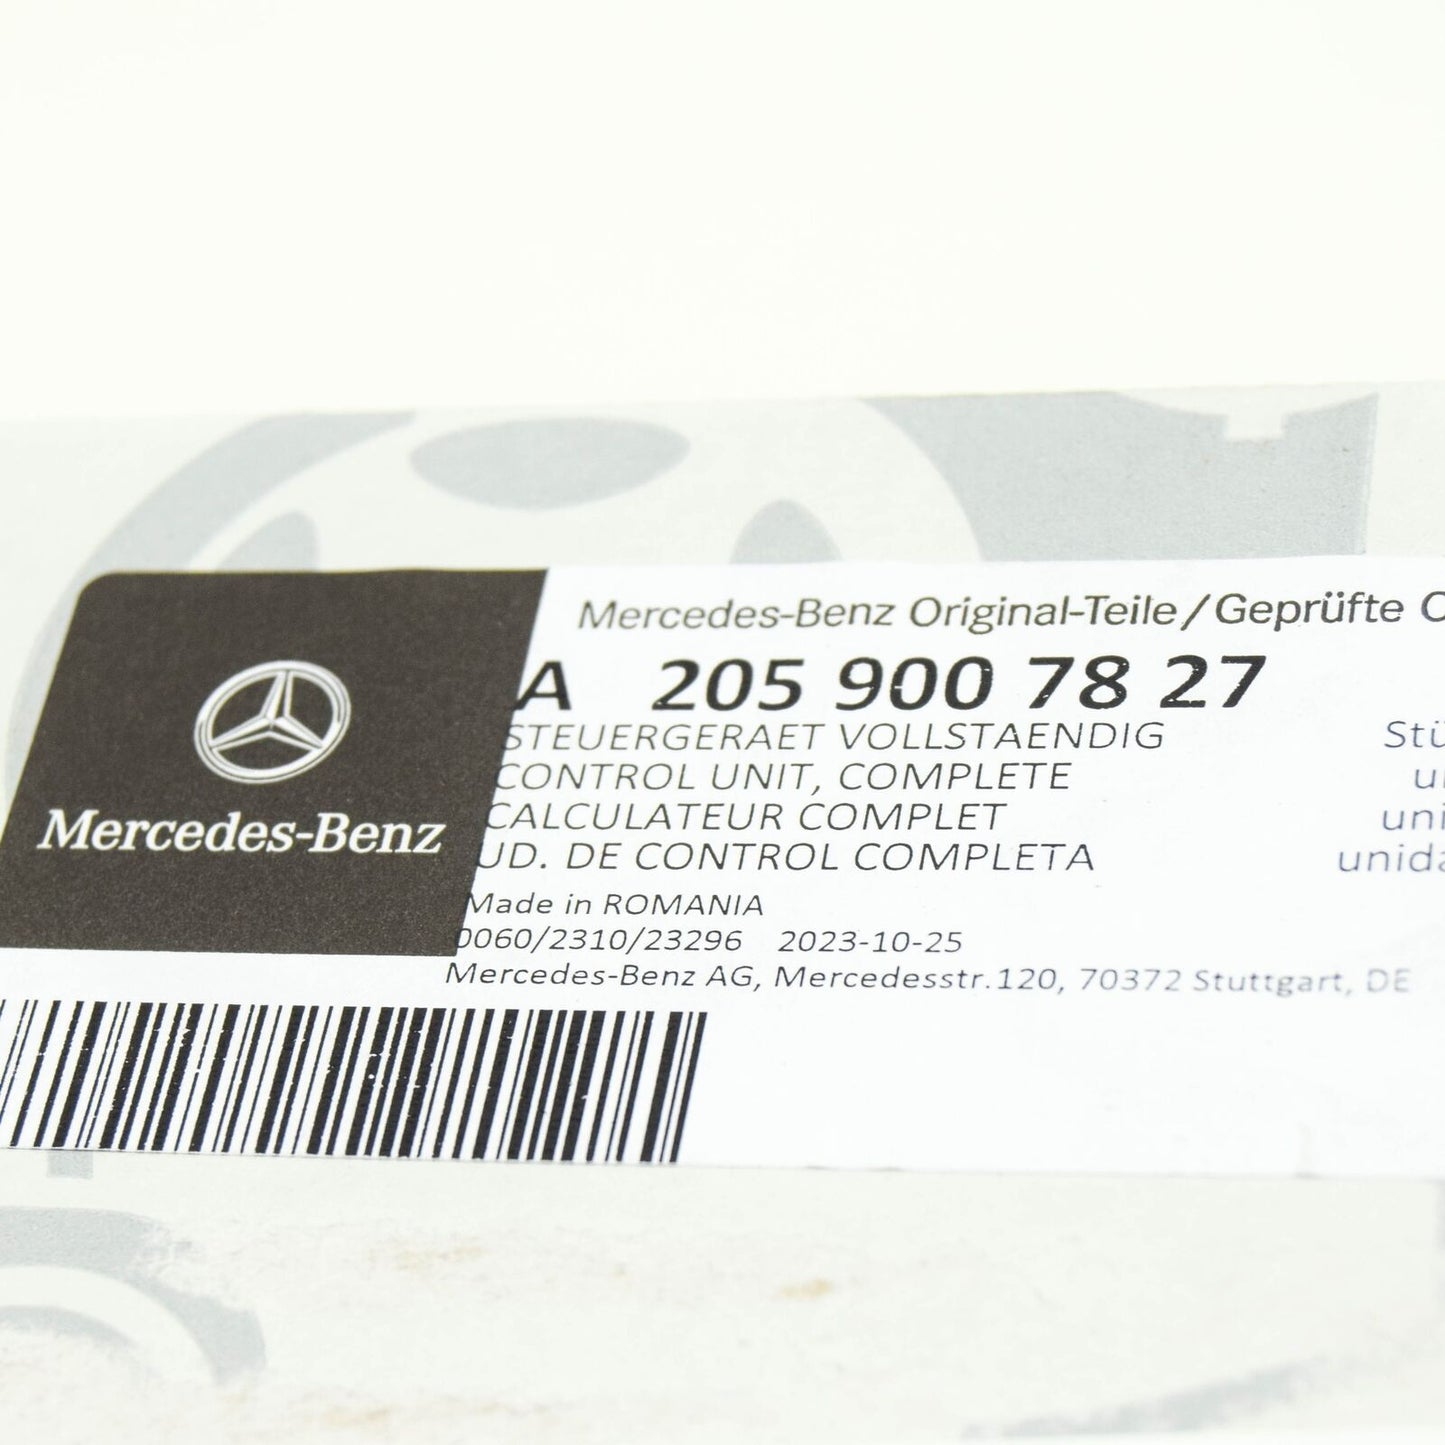 Mercedes-Benz Original-Teile/Geprüfte
A 205 900 78 27
STEUERGERAET VOLLSTAENDIG
CONTROL UNIT, COMPLETE
CALCULATEUR COMPLET
UD. DE CONTROL COMPLETA
Made in ROMANIA
0060/2310/23296 2023-10-25
Mercedes-Benz AG, Mercedesstr.120, 70372 Stuttgart, DE
Mercedes-Benz